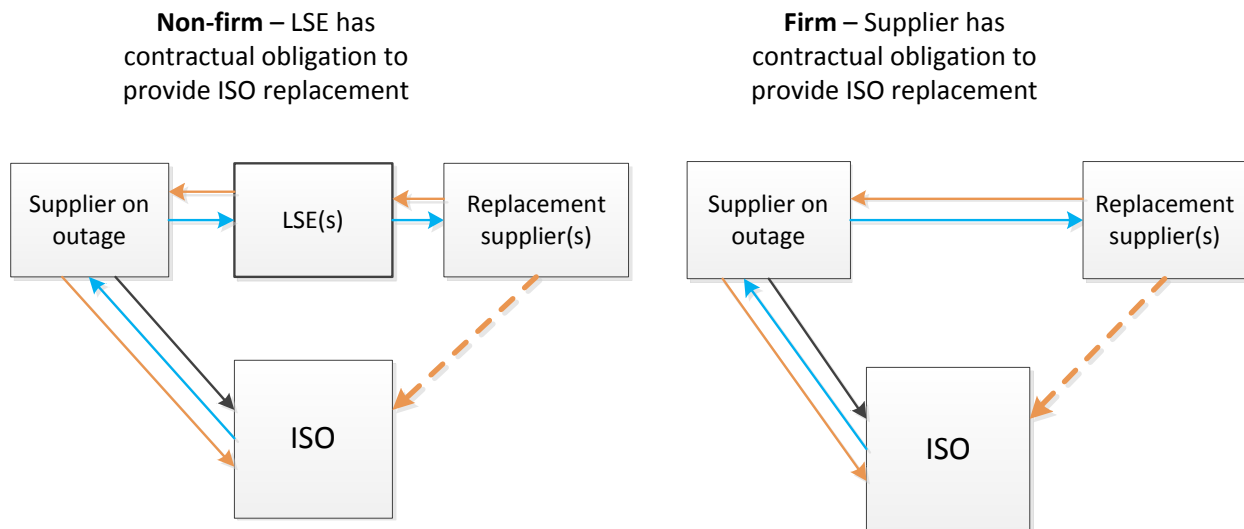 Non-firm – LSE has
contractual obligation to
provide ISO replacement
Supplier on
outage
LSE(s)
Replacement
supplier(s)
ISO
Firm – Supplier has
contractual obligation to
provide ISO replacement
Supplier on
outage
Replacement
supplier(s)
ISO